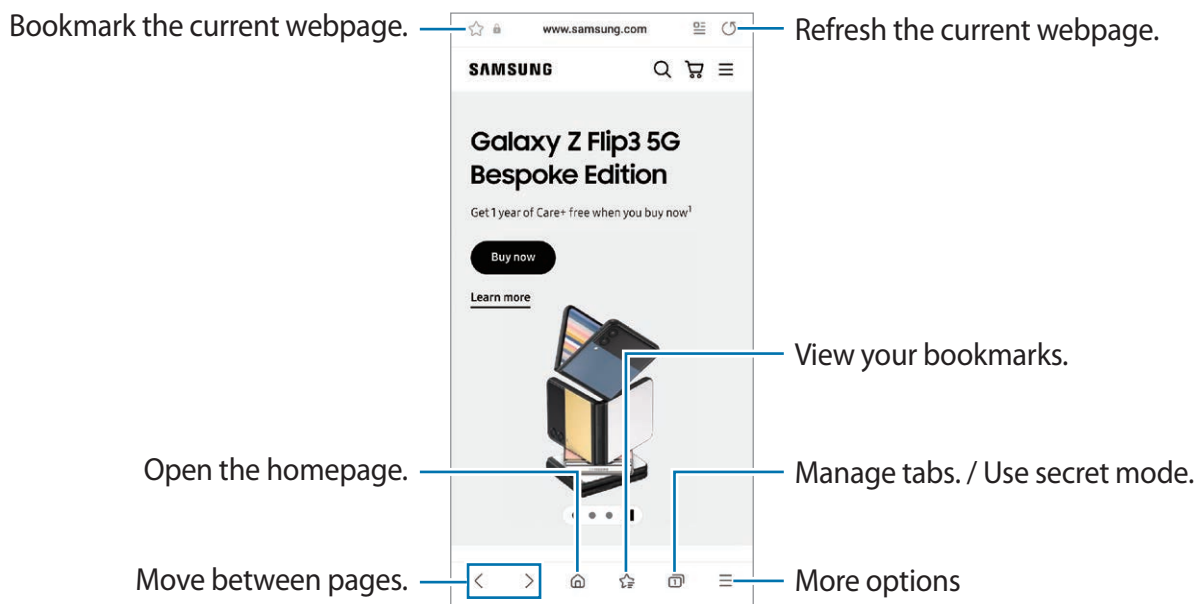 Bookmark the current webpage.
www.samsung.com
Refresh the current webpage.
SAMSUNG
Galaxy Z Flip3 5G
Bespoke Edition
Get 1 year of Care+ free when you buy now1
Buy now
Learn more
View your bookmarks.
Open the homepage.
Manage tabs. / Use secret mode.
Move between pages.
1
More options